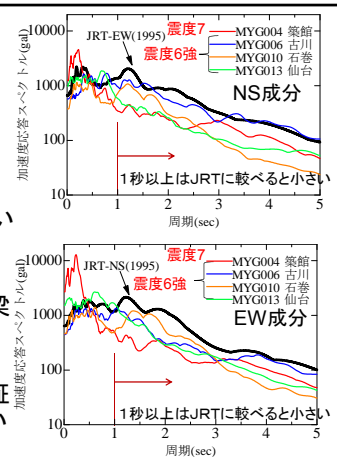 加速度応答スペクトル(gal)
10000
1000
100
10
JRT-EW(1995)
震度7
震度6強
MYG004 築館
MYG006 古川
MYG010 石巻
MYG013 仙台
NS成分
1秒以上はJRTに較べると小さい
0 1 2 3 4 5
周期(sec)
い
加速度応答スペクトル(gal)
10000
1000
100
10
JRT-NS(1995)
震度7
震度6強
MYG004 築館
MYG006 古川
MYG010 石巻
MYG013 仙台
EW成分
1秒以上はJRTに較べると小さい
0 1 2 3 4 5
周期(sec)